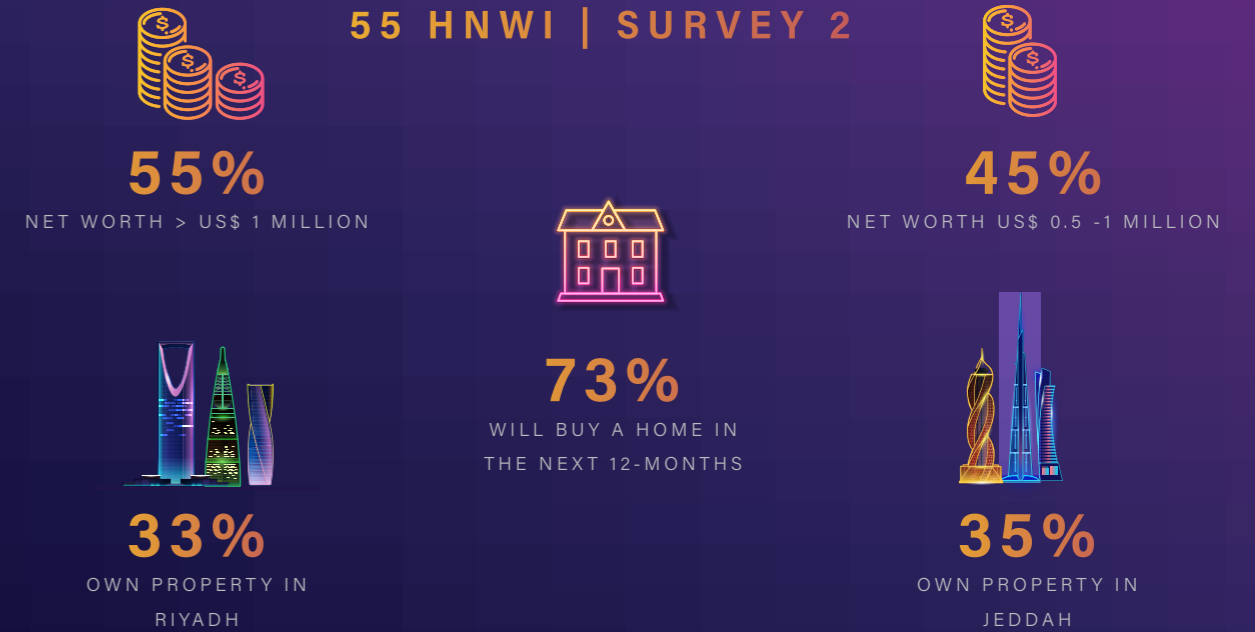 55 HNWI | SURVEY 2
55%
NET WORTH > US$ 1 MILLION
45%
NET WORTH US$ 0.5 -1 MILLION
73%
WILL BUY A HOME IN
THE NEXT 12-MONTHS
33%
OWN PROPERTY IN
RIYADH
35%
OWN PROPERTY IN
JEDDAH